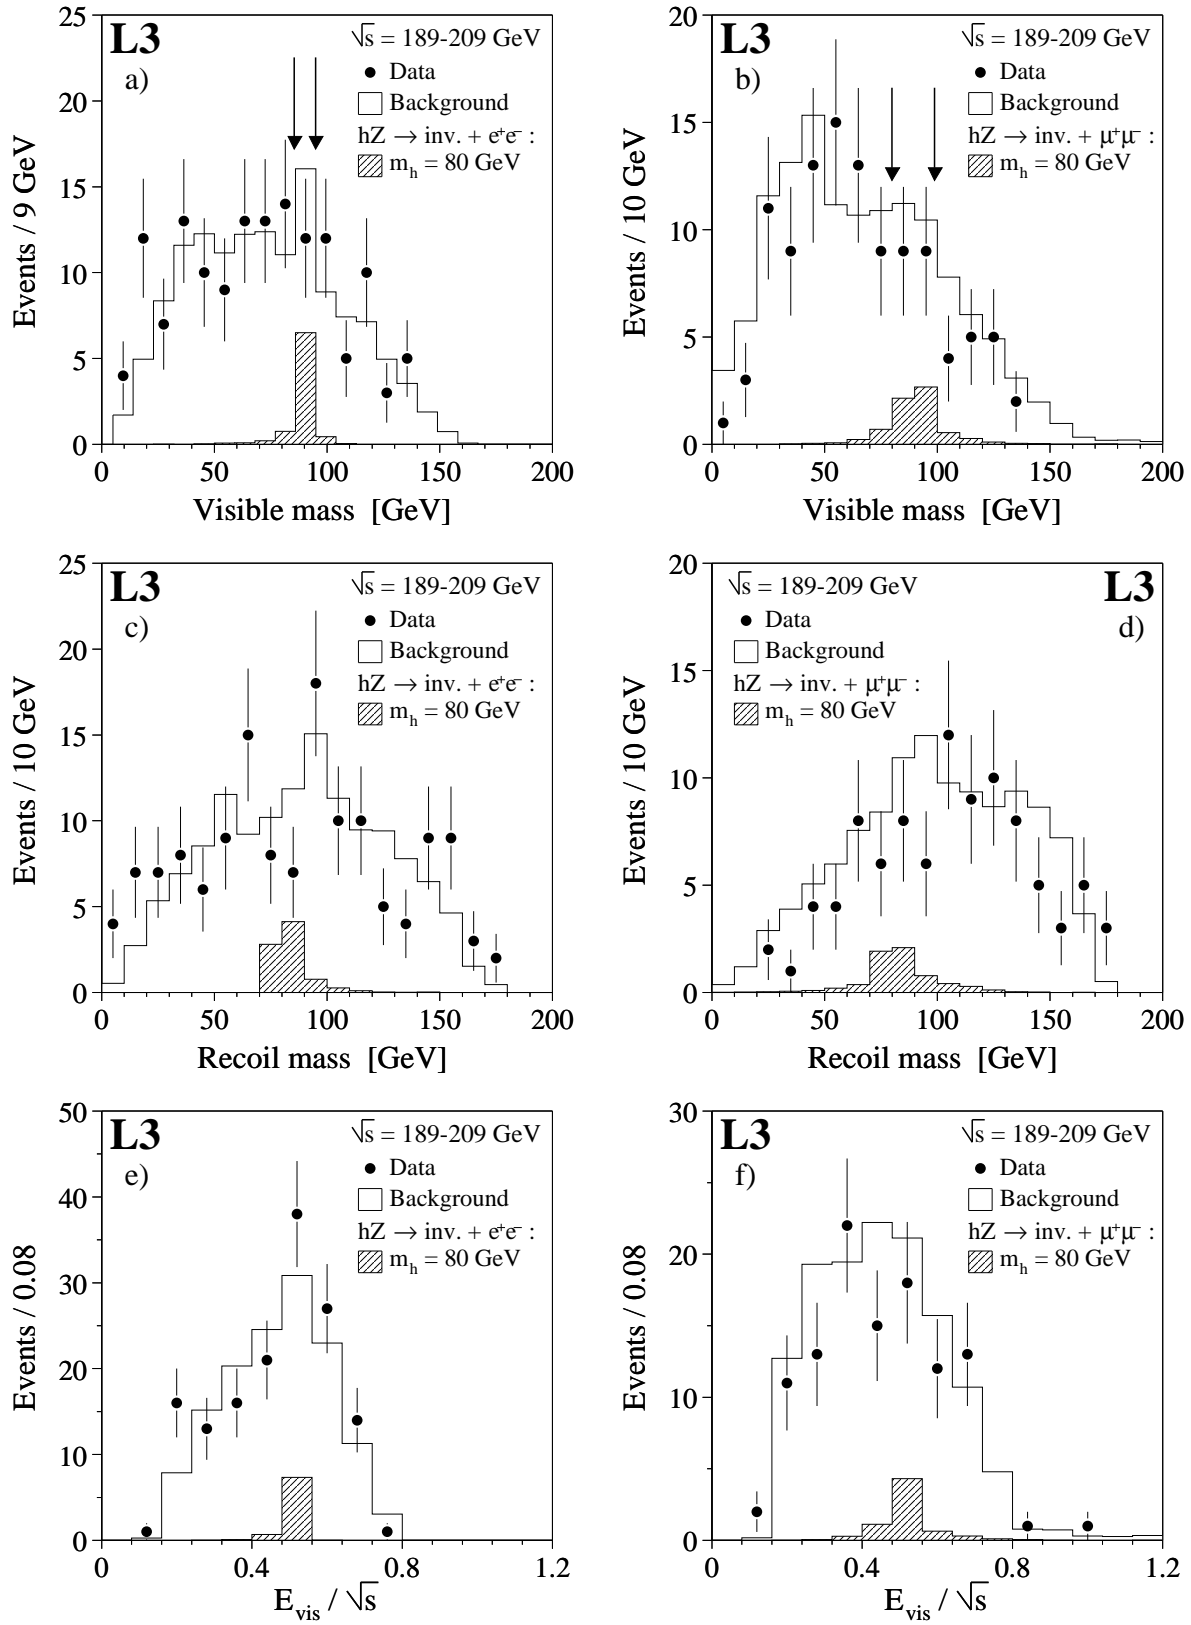 L3
a)
√s = 189-209 GeV
Data
Background
hZ → inv. + e⁺e⁻ :
m_h = 80 GeV
Events / 9 GeV
25
20
15
10
5
0
0 50 100 150 200
Visible mass [GeV]
L3
b)
√s = 189-209 GeV
Data
Background
hZ → inv. + μ⁺μ⁻ :
m_h = 80 GeV
Events / 10 GeV
20
15
10
5
0
0 50 100 150 200
Visible mass [GeV]
L3
c)
√s = 189-209 GeV
Data
Background
hZ → inv. + e⁺e⁻ :
m_h = 80 GeV
Events / 10 GeV
25
20
15
10
5
0
0 50 100 150 200
Recoil mass [GeV]
√s = 189-209 GeV
Data
Background
hZ → inv. + μ⁺μ⁻ :
m_h = 80 GeV
L3
d)
Events / 10 GeV
20
15
10
5
0
0 50 100 150 200
Recoil mass [GeV]
L3
e)
√s = 189-209 GeV
Data
Background
hZ → inv. + e⁺e⁻ :
m_h = 80 GeV
Events / 0.08
50
40
30
20
10
0
0 0.4 0.8 1.2
E_vis / √s
L3
f)
√s = 189-209 GeV
Data
Background
hZ → inv. + μ⁺μ⁻ :
m_h = 80 GeV
Events / 0.08
30
20
10
0
0 0.4 0.8 1.2
E_vis / √s